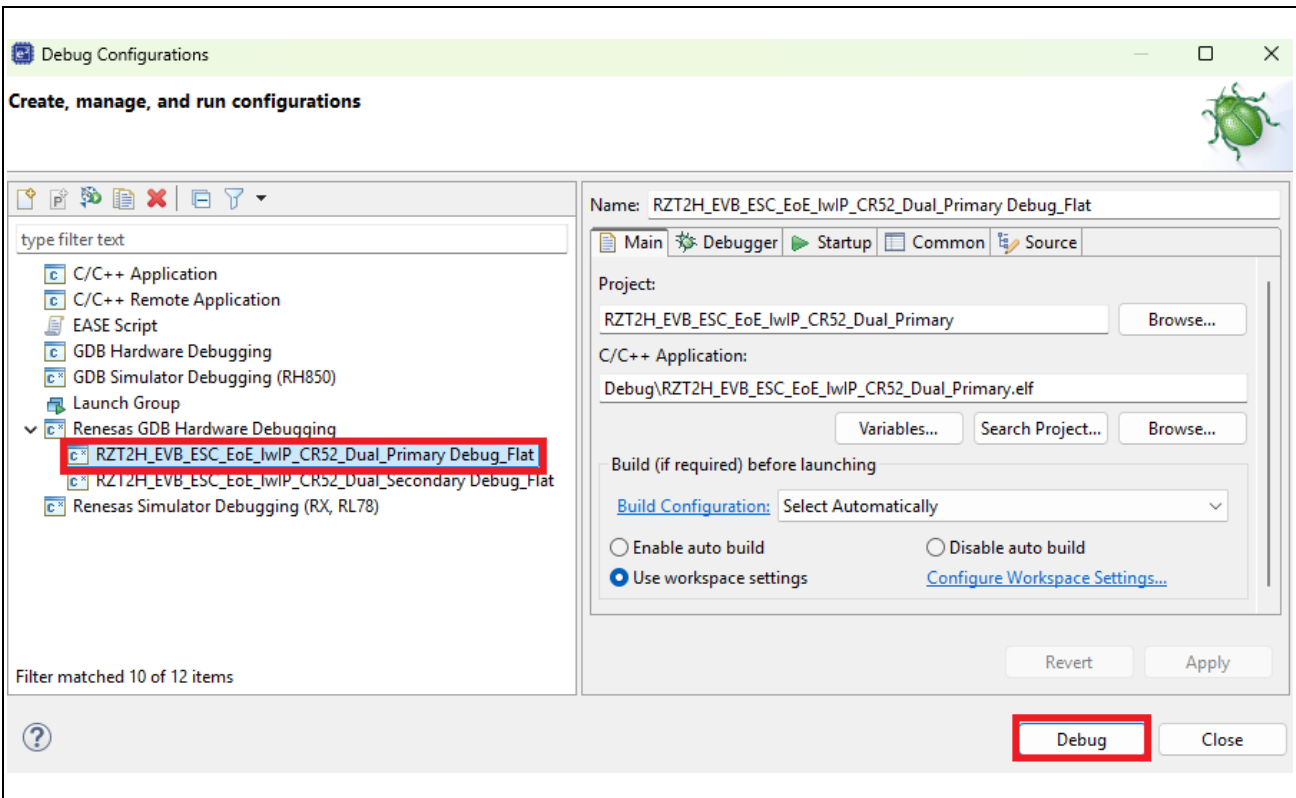 Debug Configurations
Create, manage, and run configurations
type filter text
C/C++ Application
C/C++ Remote Application
EASE Script
GDB Hardware Debugging
GDB Simulator Debugging (RH850)
Launch Group
Renesas GDB Hardware Debugging
RZT2H_EVB_ESC_EoE_lwIP_CR52_Dual_Primary Debug_Flat
RZT2H_EVB_ESC_EoE_lwIP_CR52_Dual_Secondary Debug_Flat
Renesas Simulator Debugging (RX, RL78)
Filter matched 10 of 12 items
Name: RZT2H_EVB_ESC_EoE_lwIP_CR52_Dual_Primary Debug_Flat
Main Debugger Startup Common Source
Project:
RZT2H_EVB_ESC_EoE_lwIP_CR52_Dual_Primary Browse...
C/C++ Application:
Debug\RZT2H_EVB_ESC_EoE_lwIP_CR52_Dual_Primary.elf
Variables... Search Project... Browse...
Build (if required) before launching
Build Configuration: Select Automatically
Enable auto build Disable auto build
Use workspace settings Configure Workspace Settings...
Revert Apply
Debug Close